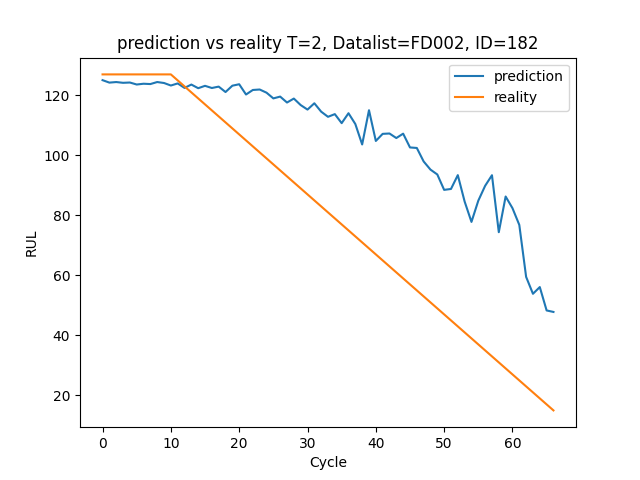 prediction vs reality T=2, Datalist=FD002, ID=182
prediction
reality
RUL
120
100
80
60
40
20
0 10 20 30 40 50 60
Cycle